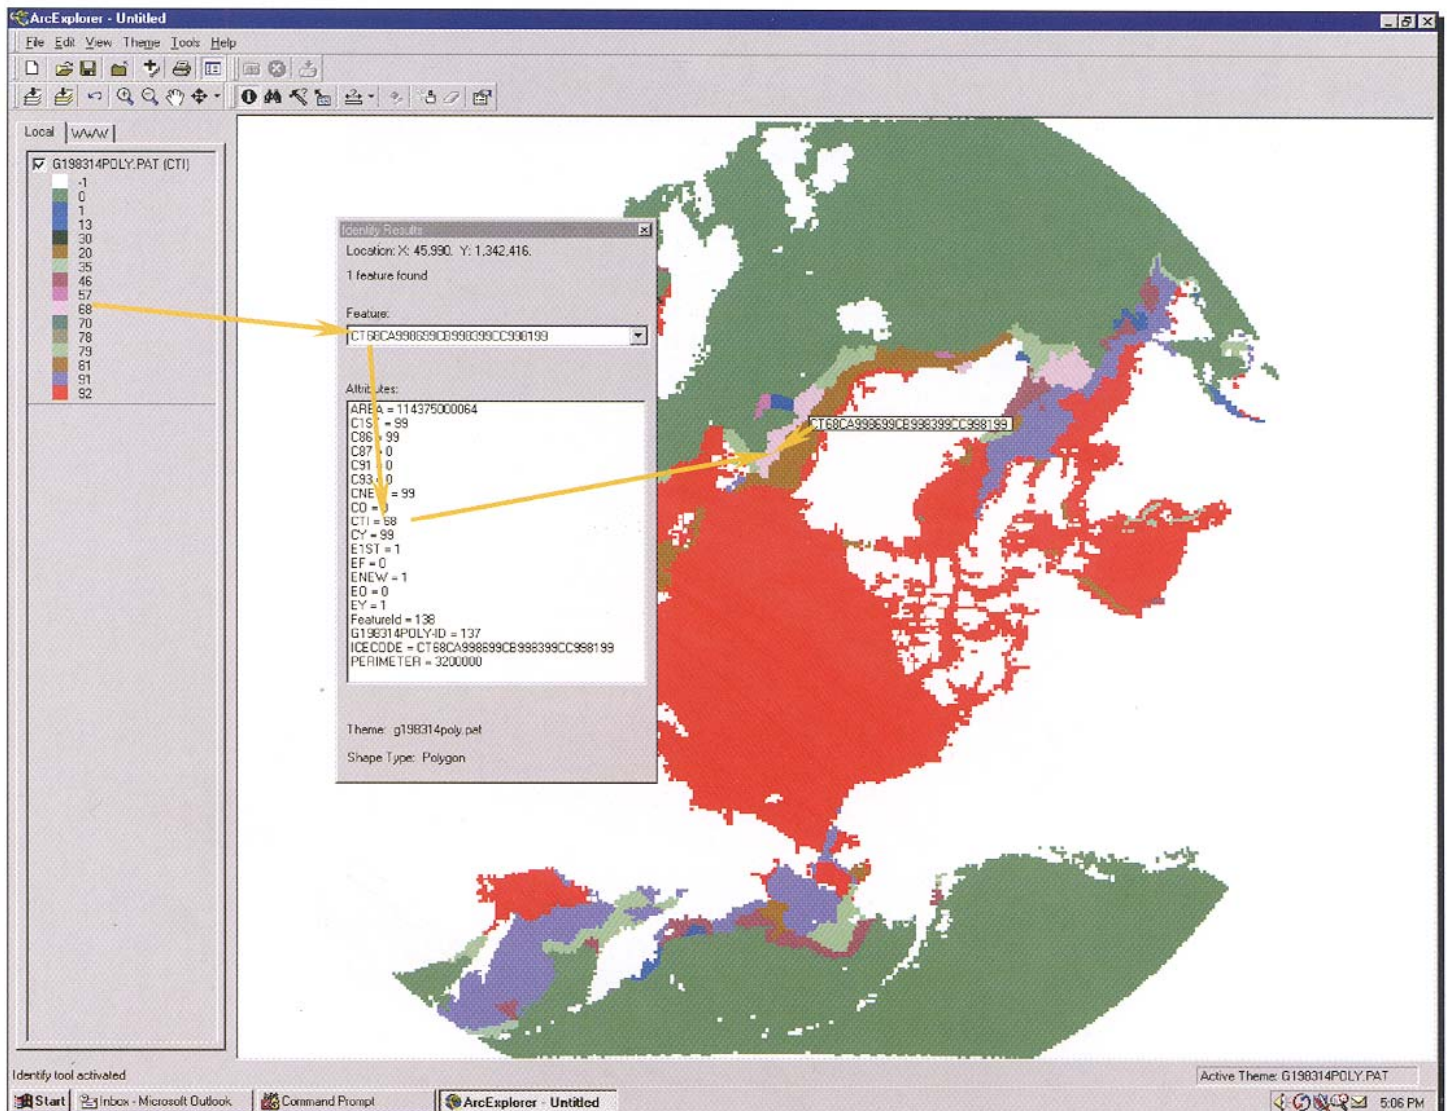 ArcExplorer - Untitled
File Edit View Theme Tools Help
Local WWW
G198314POLY.PAT (CTI)
-1
0
1
13
30
20
35
46
57
68
70
78
79
81
91
92
Identify Results
Location: X: 45,990. Y: 1,342,416.
1 feature found
Feature:
CT68CA998699CB998399CC998199
Attributes:
AREA = 114375000064
C1ST = 99
C86 = 99
C87 = 0
C91 = 0
C93 = 0
CNEW = 99
CO = 0
CTI = 68
CY = 99
E1ST = 1
EF = 0
ENEW = 1
EO = 0
EY = 1
FeatureId = 138
G198314POLY-ID = 137
ICECODE = CT68CA998699CB998399CC998199
PERIMETER = 3200000
Theme: g198314poly.pat
Shape Type: Polygon
CT68CA998699CB998399CC998199
Identify tool activated
Active Theme: G198314POLY.PAT
Start Inbox - Microsoft Outlook Command Prompt ArcExplorer - Untitled 5:06 PM